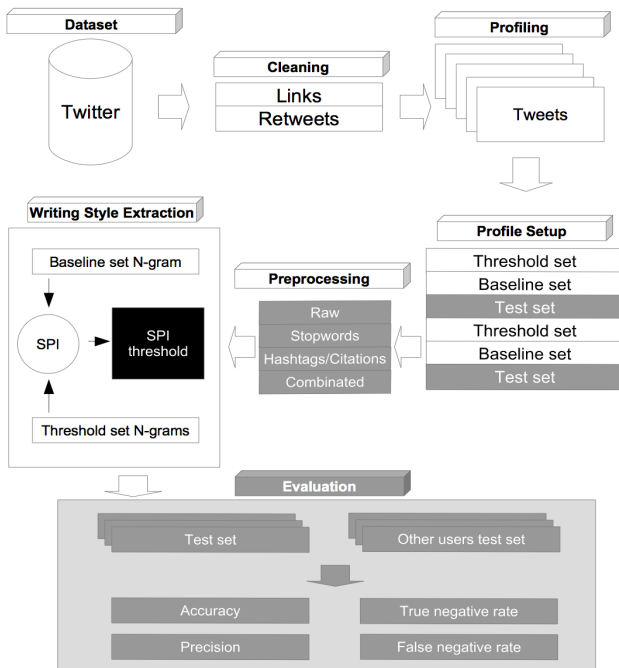 Dataset
Twitter
Cleaning
Links
Retweets
Profiling
Tweets
Profile Setup
Threshold set
Baseline set
Test set
Threshold set
Baseline set
Test set
Preprocessing
Raw
Stopwords
Hashtags/Citations
Combinated
Writing Style Extraction
Baseline set N-gram
SPI
SPI
threshold
Threshold set N-grams
Evaluation
Test set
Other users test set
Accuracy
True negative rate
Precision
False negative rate